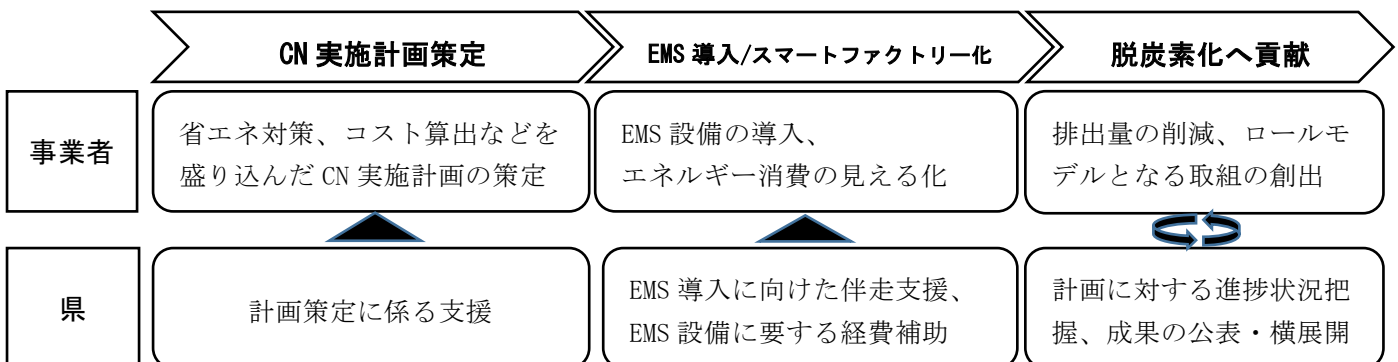 CN 実施計画策定
EMS 導入/スマートファクトリー化
脱炭素化へ貢献
事業者
省エネ対策、コスト算出などを
盛り込んだ CN 実施計画の策定
EMS 設備の導入、
エネルギー消費の見える化
排出量の削減、ロールモ
デルとなる取組の創出
県
計画策定に係る支援
EMS 導入に向けた伴走支援、
EMS 設備に要する経費補助
計画に対する進捗状況把
握、成果の公表・横展開